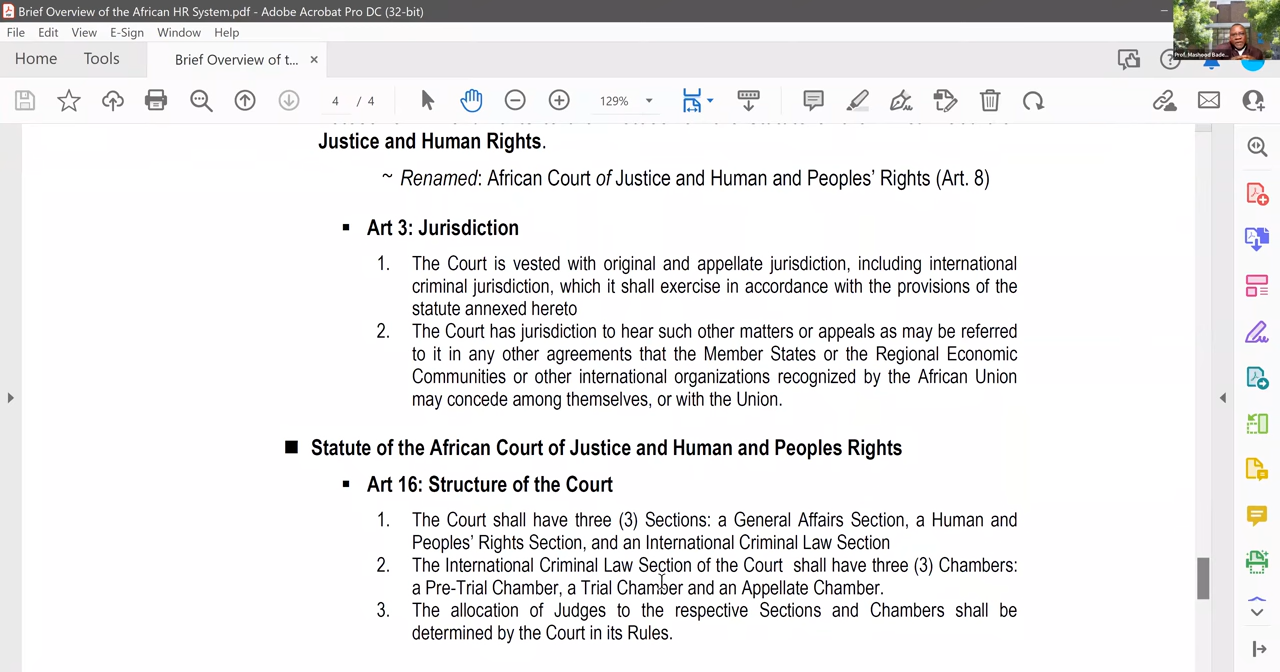 Brief Overview of the African HR System.pdf - Adobe Acrobat Pro DC (32-bit)
File Edit View E-Sign Window Help
Home Tools Brief Overview of t... ×
4 / 4 129%
Justice and Human Rights.
~ Renamed: African Court of Justice and Human and Peoples' Rights (Art. 8)
▪ Art 3: Jurisdiction
1. The Court is vested with original and appellate jurisdiction, including international
criminal jurisdiction, which it shall exercise in accordance with the provisions of the
statute annexed hereto
2. The Court has jurisdiction to hear such other matters or appeals as may be referred
to it in any other agreements that the Member States or the Regional Economic
Communities or other international organizations recognized by the African Union
may concede among themselves, or with the Union.
■ Statute of the African Court of Justice and Human and Peoples Rights
▪ Art 16: Structure of the Court
1. The Court shall have three (3) Sections: a General Affairs Section, a Human and
Peoples' Rights Section, and an International Criminal Law Section
2. The International Criminal Law Section of the Court shall have three (3) Chambers:
a Pre-Trial Chamber, a Trial Chamber and an Appellate Chamber.
3. The allocation of Judges to the respective Sections and Chambers shall be
determined by the Court in its Rules.